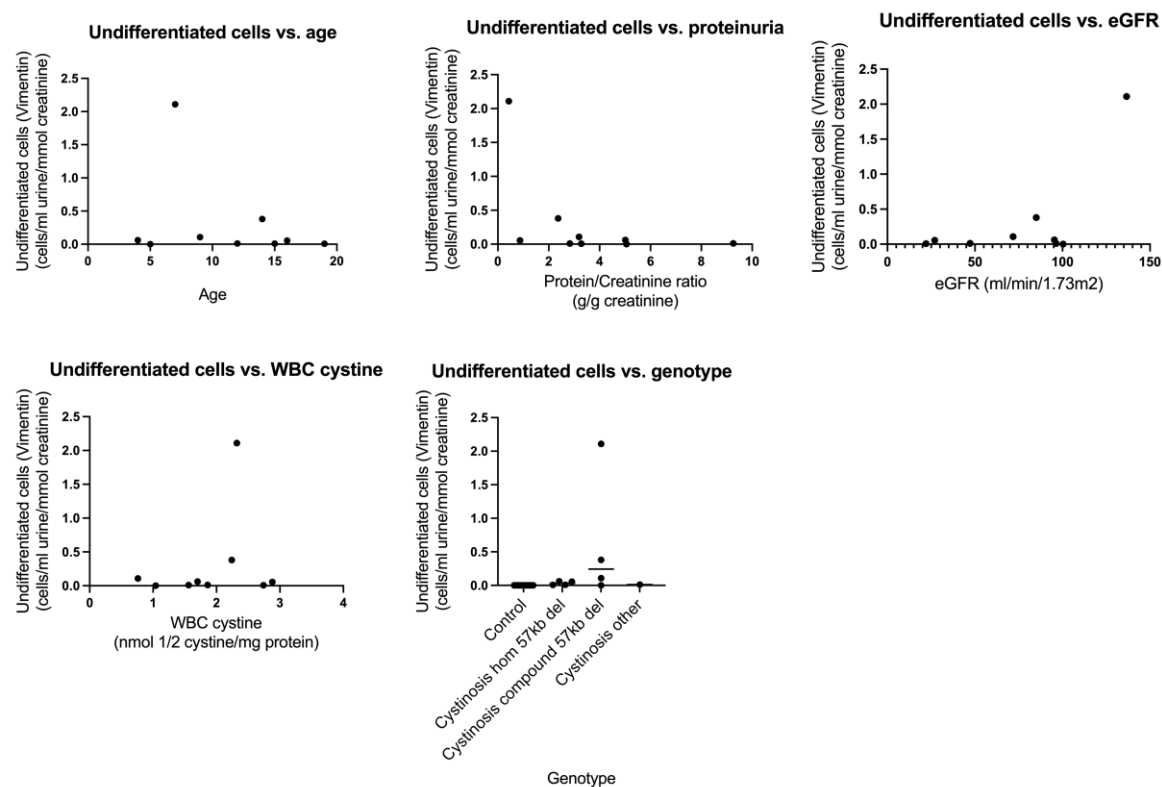 Undifferentiated cells vs. age
Undifferentiated cells (Vimentin)
(cells/ml urine/mmol creatinine)
2.5
2.0
1.5
1.0
0.5
0.0
0 5 10 15 20
Age
Undifferentiated cells vs. proteinuria
Undifferentiated cells (Vimentin)
(cells/ml urine/mmol creatinine)
2.5
2.0
1.5
1.0
0.5
0.0
0 2 4 6 8 10
Protein/Creatinine ratio
(g/g creatinine)
Undifferentiated cells vs. eGFR
Undifferentiated cells (Vimentin)
(cells/ml urine/mmol creatinine)
2.5
2.0
1.5
1.0
0.5
0.0
0 50 100 150
eGFR (ml/min/1.73m2)
Undifferentiated cells vs. WBC cystine
Undifferentiated cells (Vimentin)
(cells/ml urine/mmol creatinine)
2.5
2.0
1.5
1.0
0.5
0.0
0 1 2 3 4
WBC cystine
(nmol 1/2 cystine/mg protein)
Undifferentiated cells vs. genotype
Undifferentiated cells (Vimentin)
(cells/ml urine/mmol creatinine)
2.5
2.0
1.5
1.0
0.5
0.0
Control
Cystinosis hom 57kb del
Cystinosis compound 57kb del
Cystinosis other
Genotype